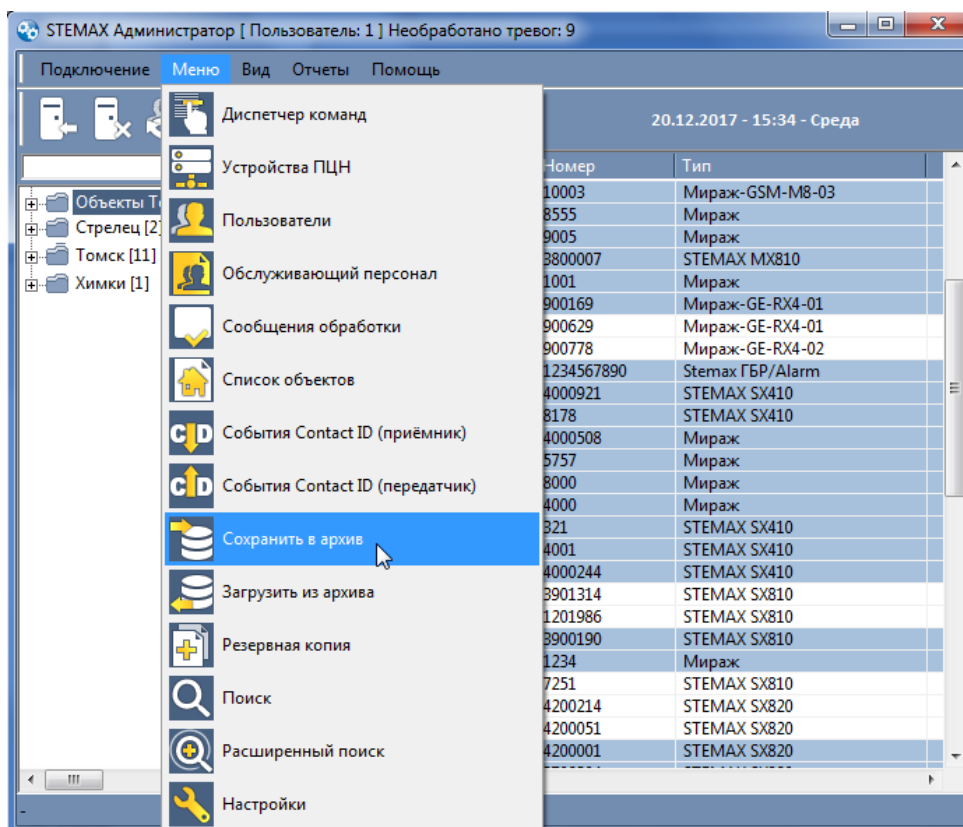 STEMAX Администратор [ Пользователь: 1 ] Необработано тревог: 9
Подключение Меню Вид Отчеты Помощь
20.12.2017 - 15:34 - Среда
Диспетчер команд
Устройства ПЦН
Пользователи
Обслуживающий персонал
Сообщения обработки
Список объектов
События Contact ID (приёмник)
События Contact ID (передатчик)
Сохранить в архив
Загрузить из архива
Резервная копия
Поиск
Расширенный поиск
Настройки
Объекты
Стрелец [2]
Томск [11]
Химки [1]
Номер Тип
10003 Мираж-GSM-M8-03
8555 Мираж
9005 Мираж
3800007 STEMAX MX810
1001 Мираж
900169 Мираж-GE-RX4-01
900629 Мираж-GE-RX4-01
900778 Мираж-GE-RX4-02
1234567890 Stemax ГБР/Alarm
4000921 STEMAX SX410
8178 STEMAX SX410
4000508 Мираж
5757 Мираж
8000 Мираж
4000 Мираж
321 STEMAX SX410
4001 STEMAX SX410
4000244 STEMAX SX410
3901314 STEMAX SX810
1201986 STEMAX SX810
3900190 STEMAX SX810
1234 Мираж
7251 STEMAX SX810
4200214 STEMAX SX820
4200051 STEMAX SX820
4200001 STEMAX SX820